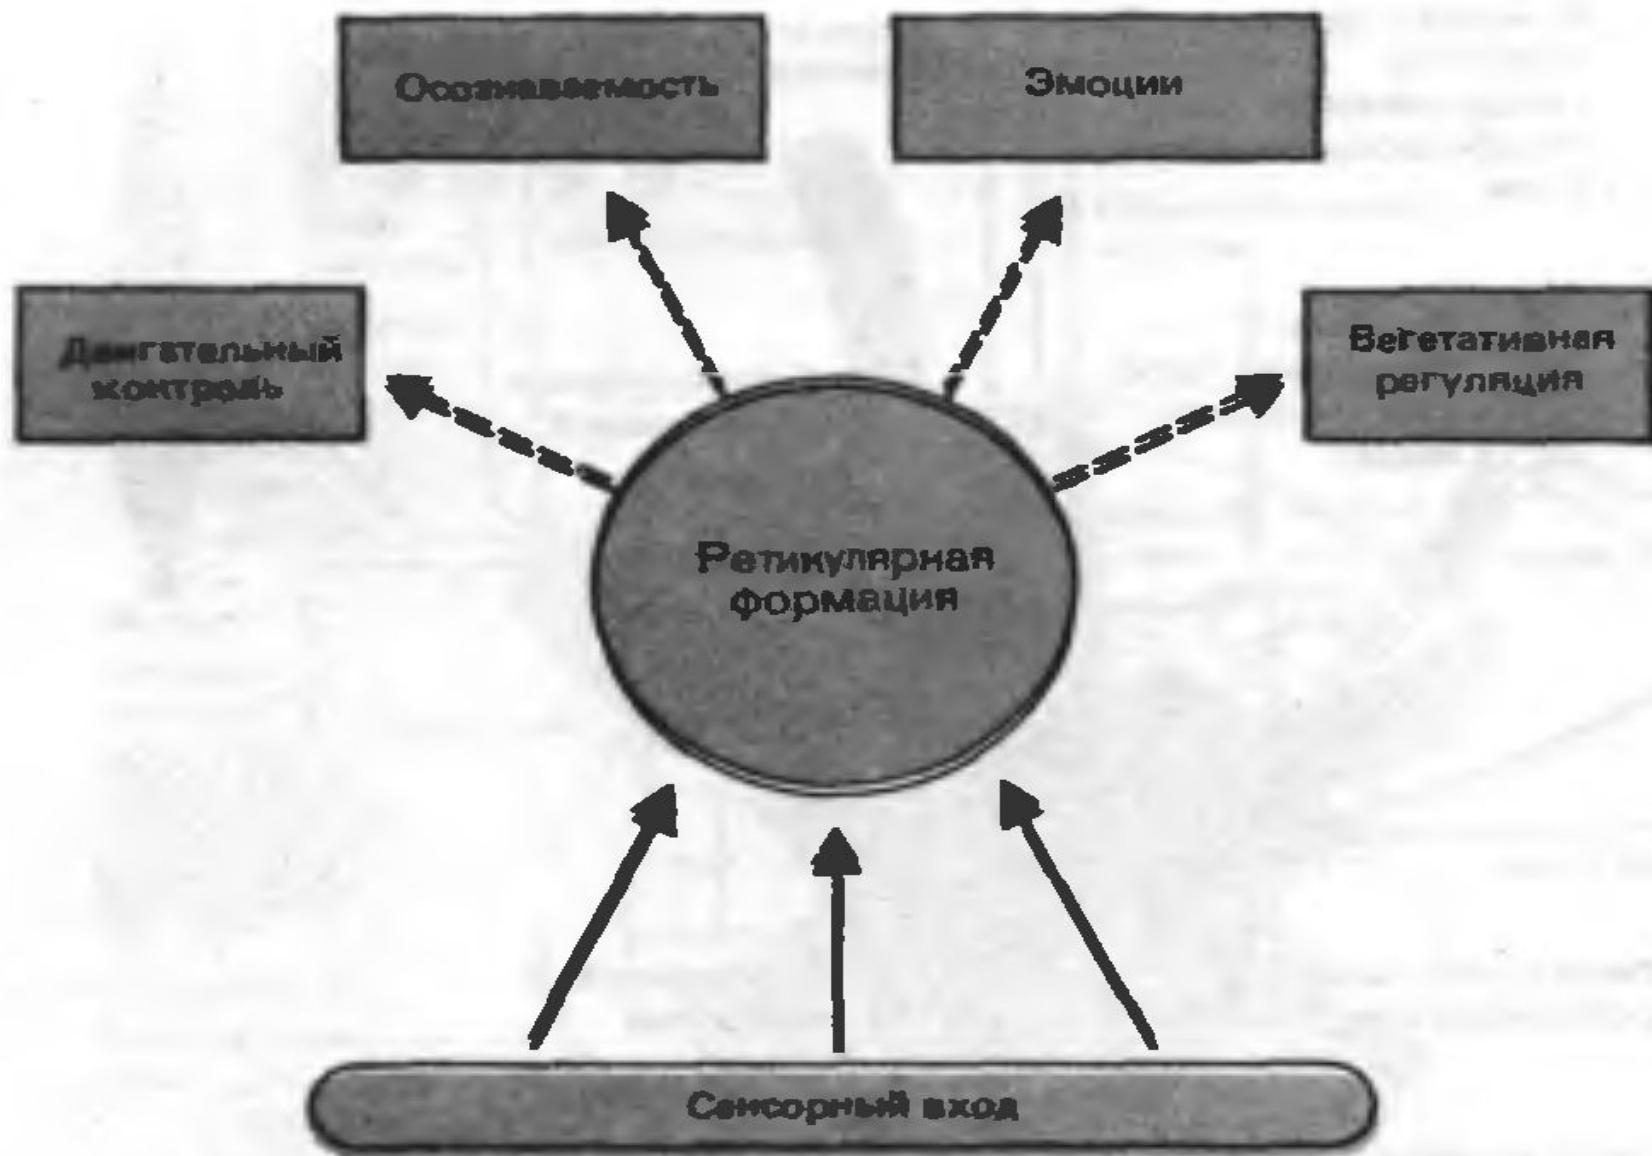 Осознаваемость
Эмоции
Двигательный
контроль
Вегетативная
регуляция
Ретикулярная
формация
Сенсорный вход